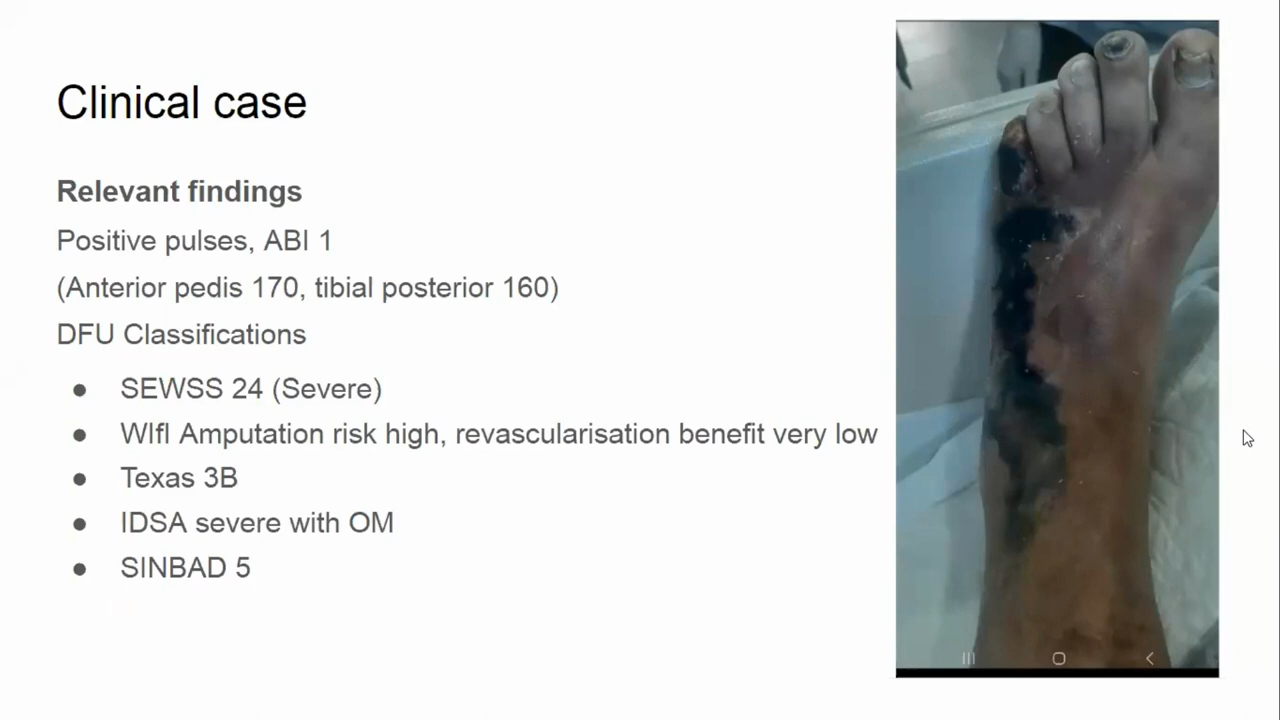 Clinical case
Relevant findings
Positive pulses, ABI 1
(Anterior pedis 170, tibial posterior 160)
DFU Classifications
● SEWSS 24 (Severe)
● WIfI Amputation risk high, revascularisation benefit very low
● Texas 3B
● IDSA severe with OM
● SINBAD 5